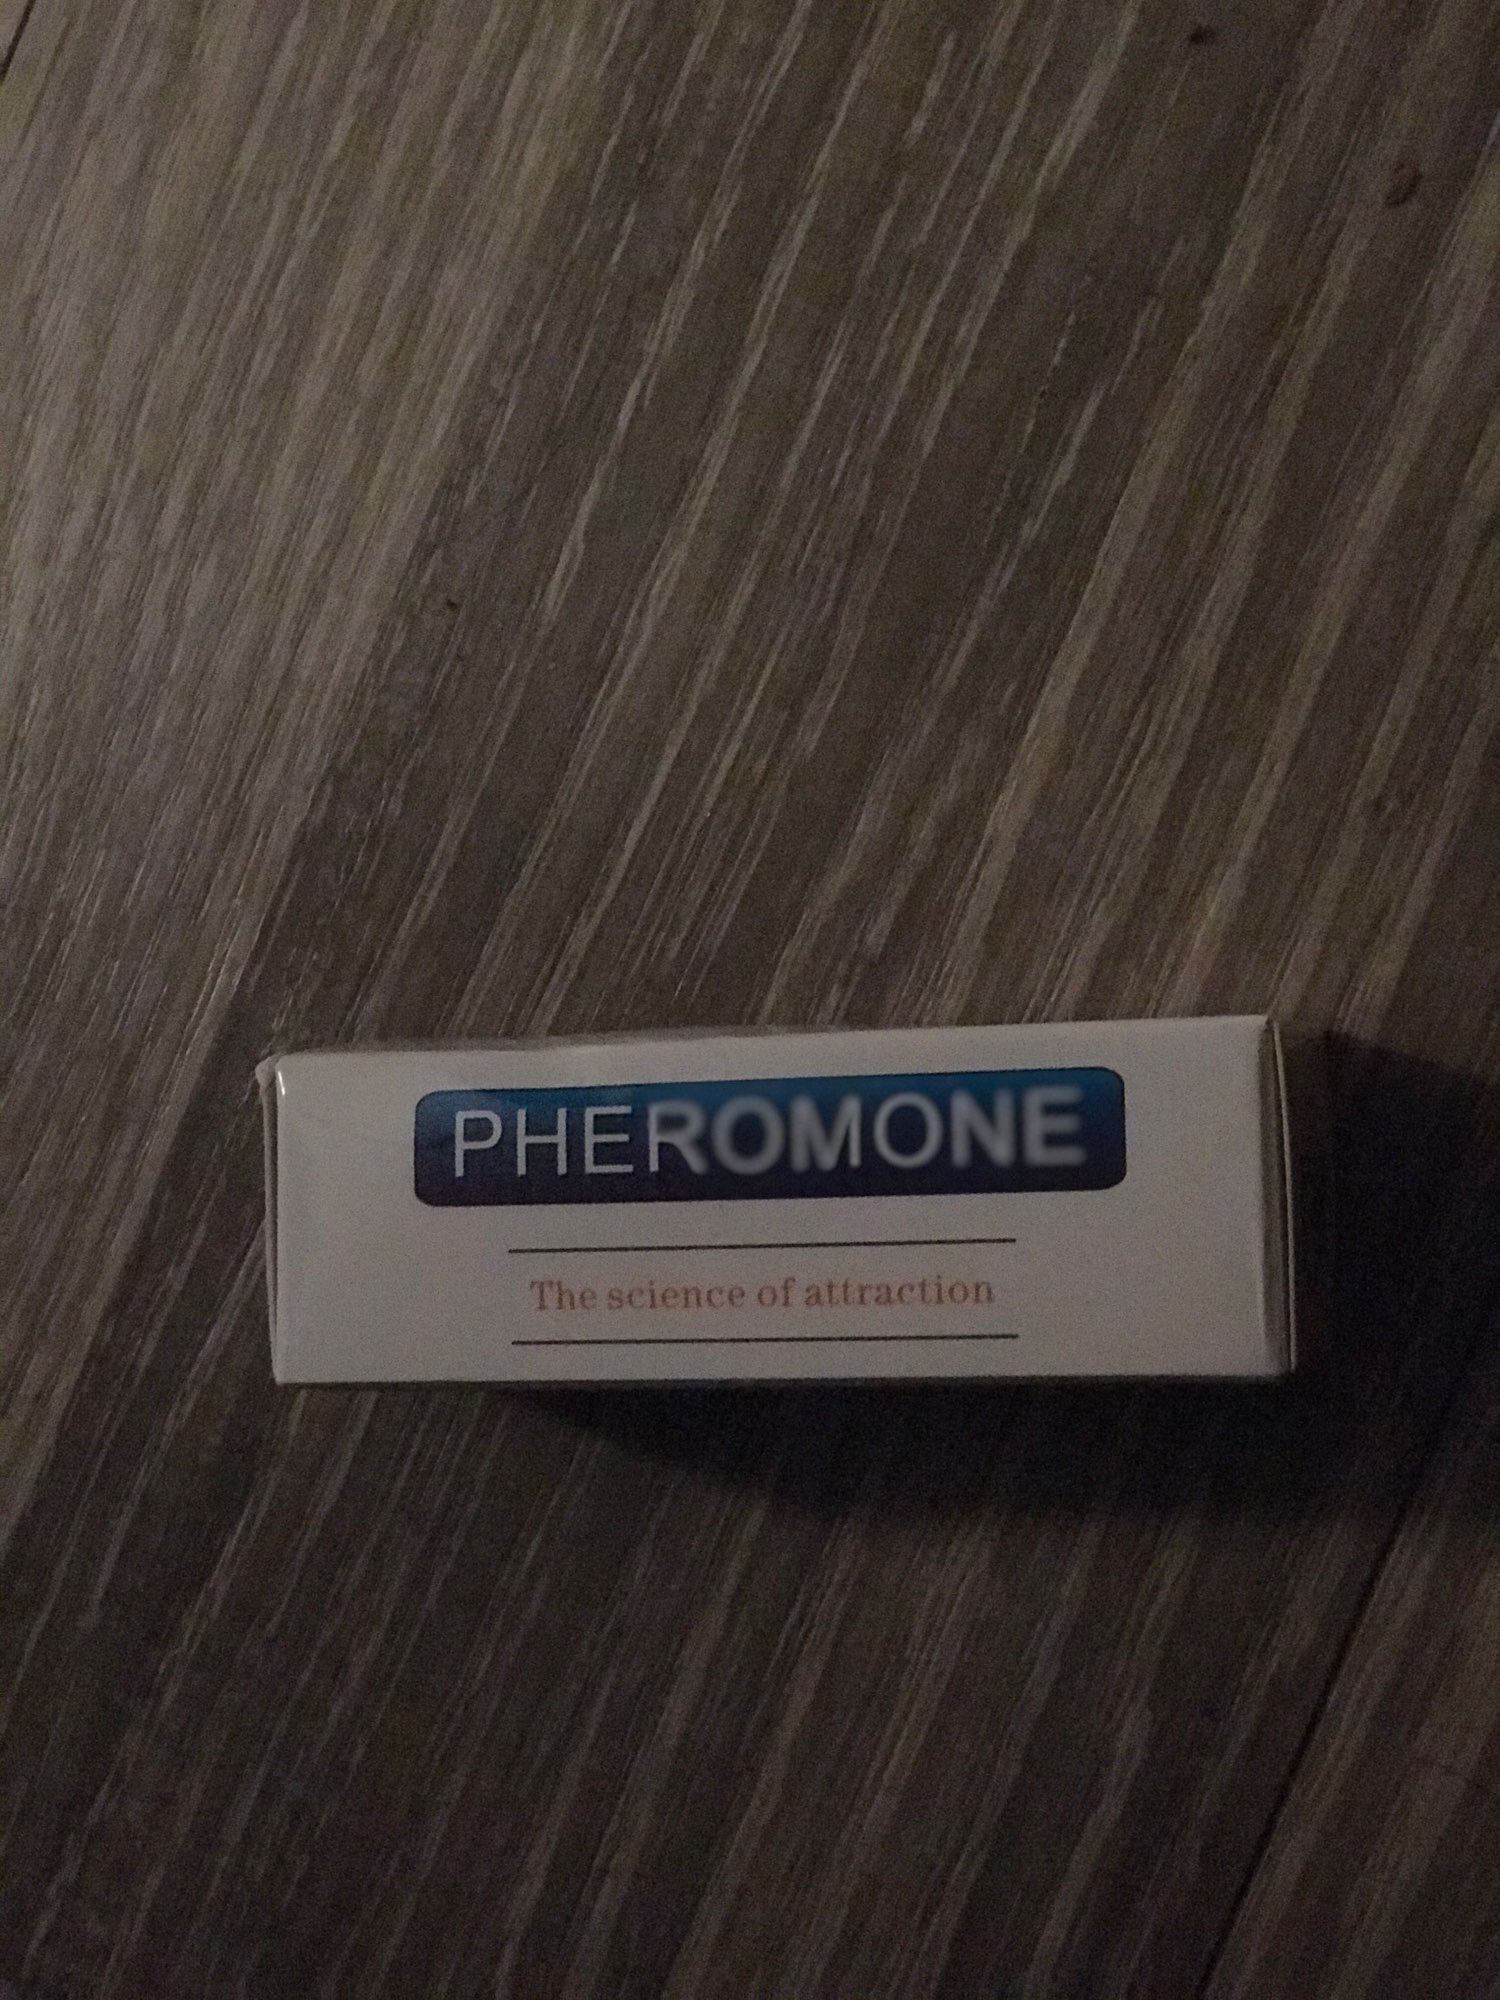 PHEROMONE
The science of attraction